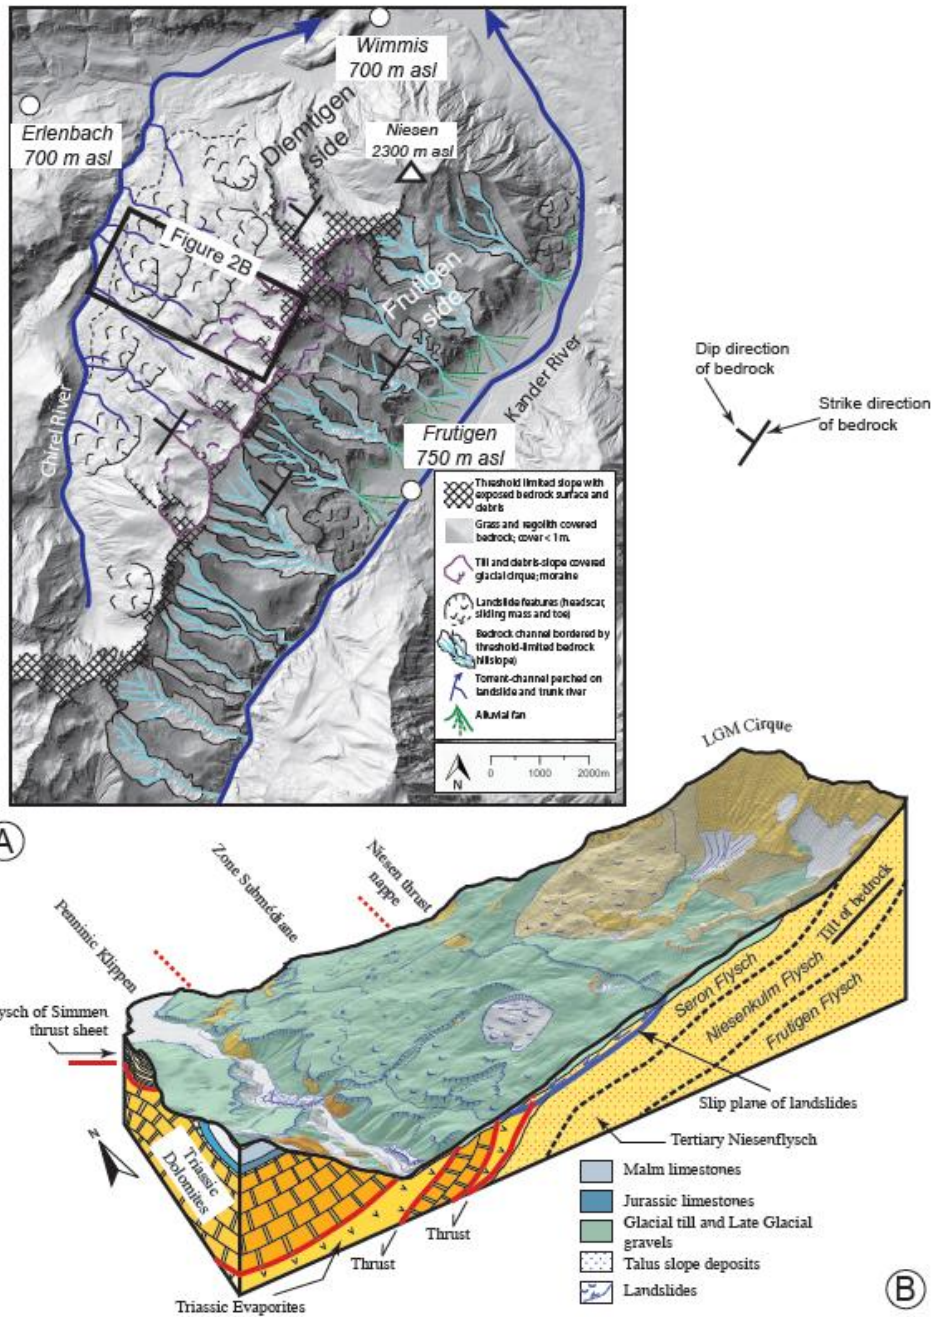 Wimmis
700 m asl
Erlenbach
700 m asl
Diemtigen
side
Niesen
2300 m asl
Figure 2B
Frutigen
side
Chirel River
Kander River
Frutigen
750 m asl
Threshold limited slope with
exposed bedrock surface and
debris
Grass and regolith covered
bedrock; cover < 1m.
Till and debris-slope covered
glacial cirque; moraine
Landslide features (headscar,
sliding mass and toe)
Bedrock channel bordered by
threshold-limited bedrock
hillslope)
Torrent-channel perched on
landslide and trunk river
Alluvial fan
N
0 1000 2000m
Dip direction
of bedrock
Strike direction
of bedrock
A
LGM Cirque
Niesen thrust
nappe
Zone Submédiane
Penninic Klippen
ysch of Simmen
thrust sheet
Tilt of bedrock
Seron Flysch
Niesenkulm Flysch
Frutigen Flysch
Slip plane of landslides
Tertiary Niesenflysch
N
Triassic
Dolomites
Thrust
Thrust
Triassic Evaporites
Malm limestones
Jurassic limestones
Glacial till and Late Glacial
gravels
Talus slope deposits
Landslides
B